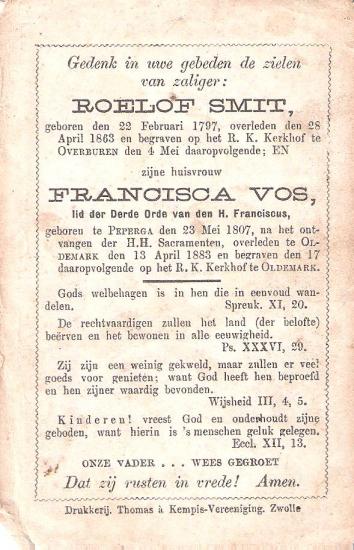 Gedenk in uwe gebeden de zielen
van zaliger:
ROELOF SMIT,
geboren den 22 Februari 1797, overleden den 28
April 1863 en begraven op het R. K. Kerkhof te
OVERBUREN den 4 Mei daaropvolgende; EN
zijne huisvrouw
FRANCISCA VOS,
lid der Derde Orde van den H. Franciscus,
geboren te PEPERGA den 23 Mei 1807, na het ont-
vangen der H.H. Sacramenten, overleden te OL-
DEMARK den 13 April 1883 en begraven den 17
daaropvolgende op het R. K. Kerkhof te OLDEMARK.
Gods welbehagen is in hen die in eenvoud wan-
delen. Spreuk. XI, 20.
De rechtvaardigen zullen het land (der belofte)
beërven en het bewonen in alle eeuwigheid.
Ps. XXXVI, 29.
Zij zijn een weinig gekweld, maar zullen er veel
goeds voor genieten; want God heeft hen beproefd
en hen zijner waardig bevonden.
Wijsheid III, 4, 5.
Kinderen! vreest God en onderhoudt zijne
geboden, want hierin is 's menschen geluk gelegen.
Eccl. XII, 13.
ONZE VADER . . . WEES GEGROET
Dat zij rusten in vrede! Amen.
Drukkerij. Thomas à Kempis-Vereeniging. Zwolle